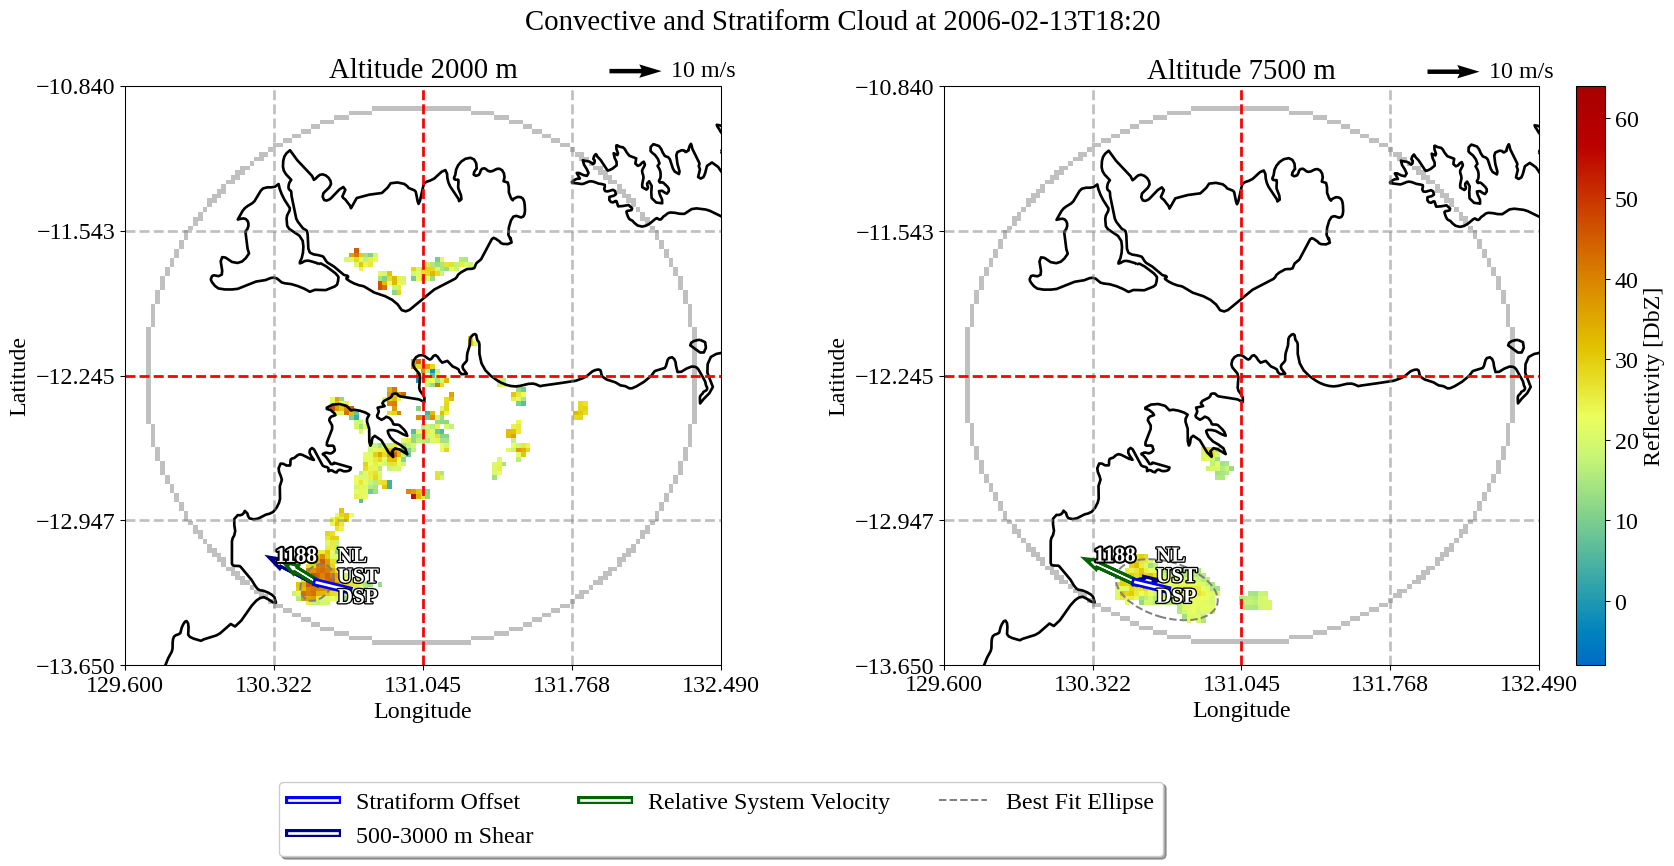 Convective and Stratiform Cloud at 2006-02-13T18:20
Altitude 2000 m
10 m/s
−10.840
−11.543
−12.245
−12.947
−13.650
Latitude
1188
NL
UST
DSP
129.600 130.322 131.045 131.768 132.490
Longitude
Altitude 7500 m
10 m/s
−10.840
−11.543
−12.245
−12.947
−13.650
Latitude
1188
NL
UST
DSP
129.600 130.322 131.045 131.768 132.490
Longitude
60
50
40
30
20
10
0
Reflectivity [DbZ]
Stratiform Offset
500-3000 m Shear
Relative System Velocity
Best Fit Ellipse